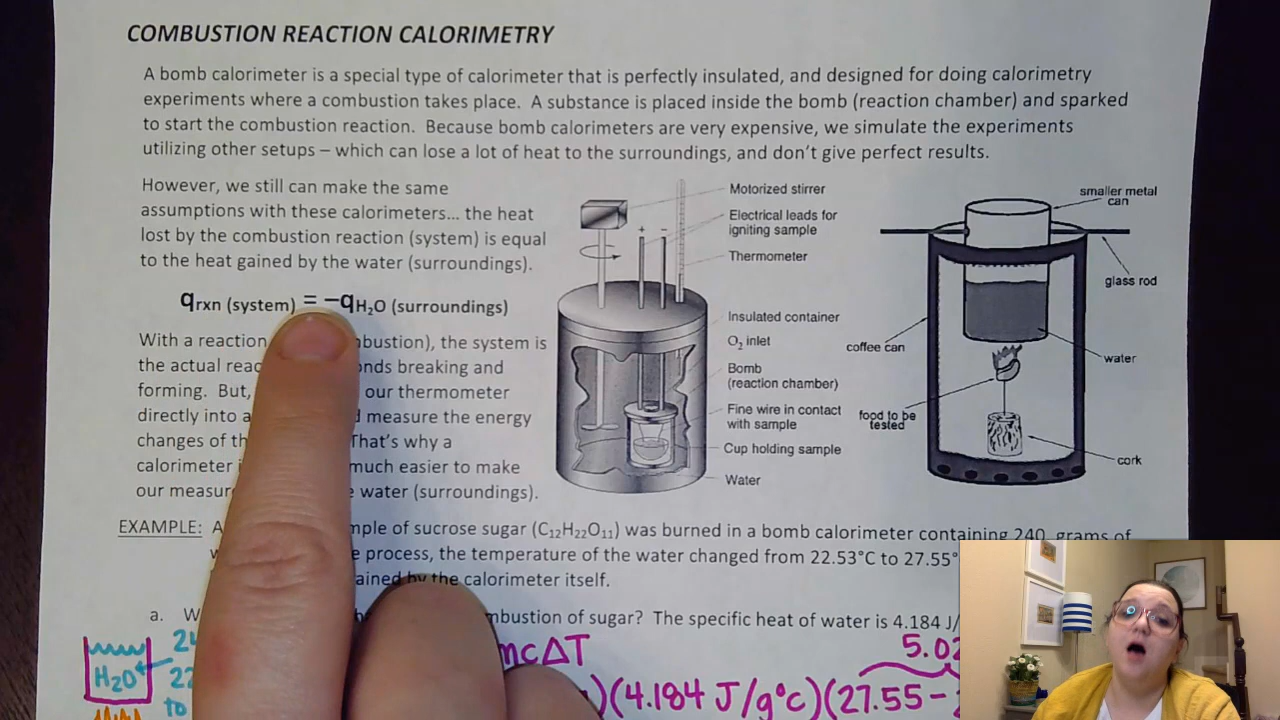 COMBUSTION REACTION CALORIMETRY
A bomb calorimeter is a special type of calorimeter that is perfectly insulated, and designed for doing calorimetry
experiments where a combustion takes place. A substance is placed inside the bomb (reaction chamber) and sparked
to start the combustion reaction. Because bomb calorimeters are very expensive, we simulate the experiments
utilizing other setups – which can lose a lot of heat to the surroundings, and don't give perfect results.
However, we still can make the same
assumptions with these calorimeters... the heat
lost by the combustion reaction (system) is equal
to the heat gained by the water (surroundings).
qrxn (system) = −qH₂O (surroundings)
With a reaction, the system is
the actual breaking and
forming. But, our thermometer
directly into measure the energy
changes of That's why a
calorimeter much easier to make
our water (surroundings).
Motorized stirrer
Electrical leads for
igniting sample
+ −
Thermometer
Insulated container
O₂ inlet
Bomb
(reaction chamber)
Fine wire in contact
with sample
Cup holding sample
Water
smaller metal
can
glass rod
coffee can
water
food to be
tested
cork
EXAMPLE: of sucrose sugar (C₁₂H₂₂O₁₁) was burned in a bomb calorimeter containing 240. grams of
process, the temperature of the water changed from 22.53°C to 27.55°
by the calorimeter itself.
a. of sugar? The specific heat of water is 4.184 J/
H₂O
22
to
mcΔT
5.02
)(4.184 J/g°C)(27.55−